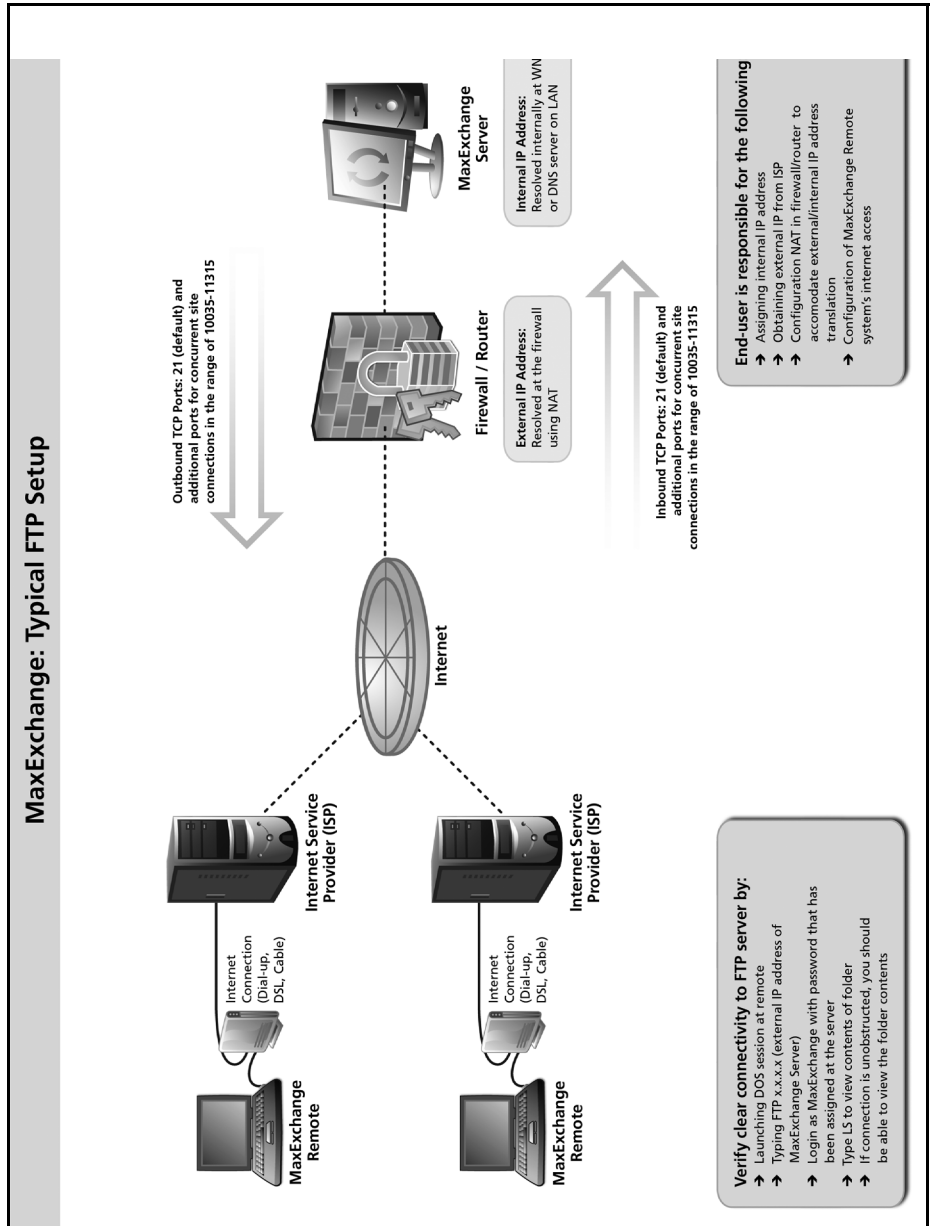 MaxExchange: Typical FTP Setup
Outbound TCP Ports: 21 (default) and
additional ports for concurrent site
connections in the range of 10035-11315
MaxExchange
Remote
Internet
Connection
(Dial-up,
DSL, Cable)
Internet Service
Provider (ISP)
MaxExchange
Remote
Internet
Connection
(Dial-up,
DSL, Cable)
Internet Service
Provider (ISP)
Internet
Firewall / Router
External IP Address:
Resolved at the firewall
using NAT
MaxExchange
Server
Internal IP Address:
Resolved internally at WN
or DNS server on LAN
Inbound TCP Ports: 21 (default) and
additional ports for concurrent site
connections in the range of 10035-11315
Verify clear connectivity to FTP server by:
➔ Launching DOS session at remote
➔ Typing FTP x.x.x.x (external IP address of
MaxExchange Server)
➔ Login as MaxExchange with password that has
been assigned at the server
➔ Type LS to view contents of folder
➔ If connection is unobstructed, you should
be able to view the folder contents
End-user is responsible for the following
➔ Assigning internal IP address
➔ Obtaining external IP from ISP
➔ Configuration NAT in firewall/router to
accomodate external/internal IP address
translation
➔ Configuration of MaxExchange Remote
system's internet access